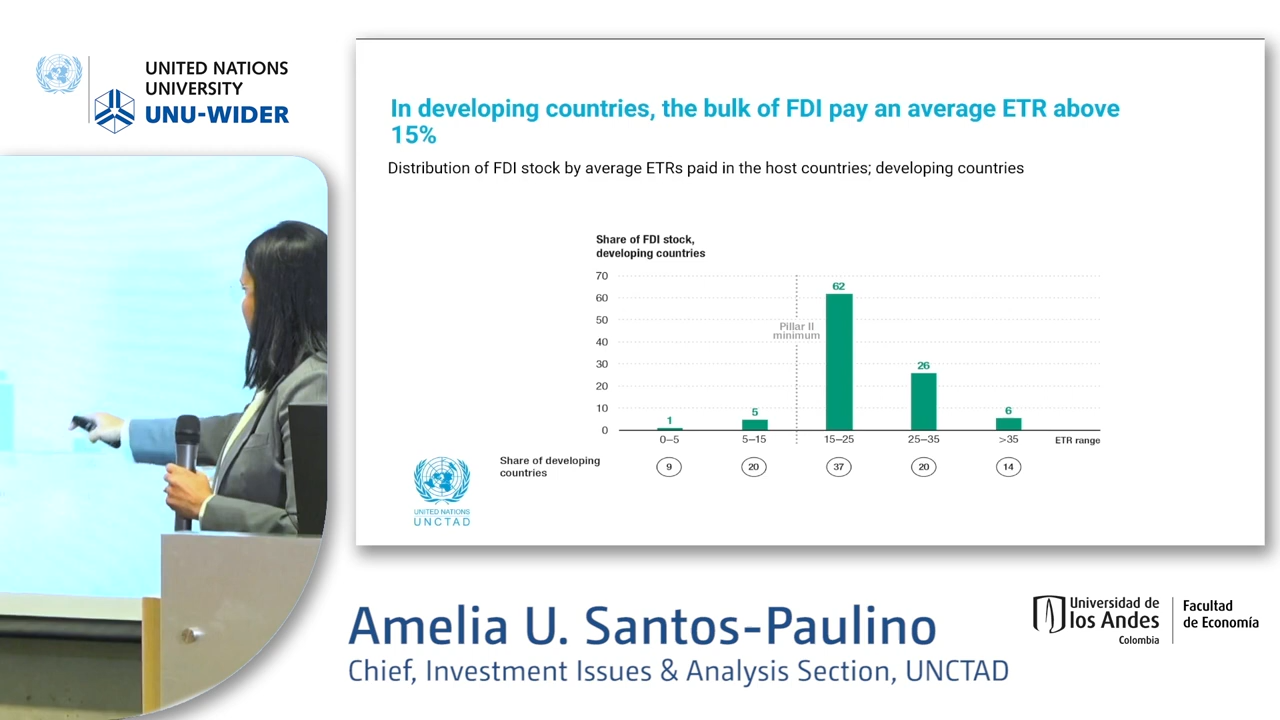 UNITED NATIONS
UNIVERSITY
UNU-WIDER
In developing countries, the bulk of FDI pay an average ETR above
15%
Distribution of FDI stock by average ETRs paid in the host countries; developing countries
Share of FDI stock,
developing countries
70
60
50
40
30
20
10
0
Pillar II
minimum
1
5
62
26
6
0–5 5–15 15–25 25–35 >35 ETR range
Share of developing
countries
9 20 37 20 14
UNITED NATIONS
UNCTAD
Amelia U. Santos-Paulino
Chief, Investment Issues & Analysis Section, UNCTAD
Universidad de
los Andes
Colombia
Facultad
de Economía